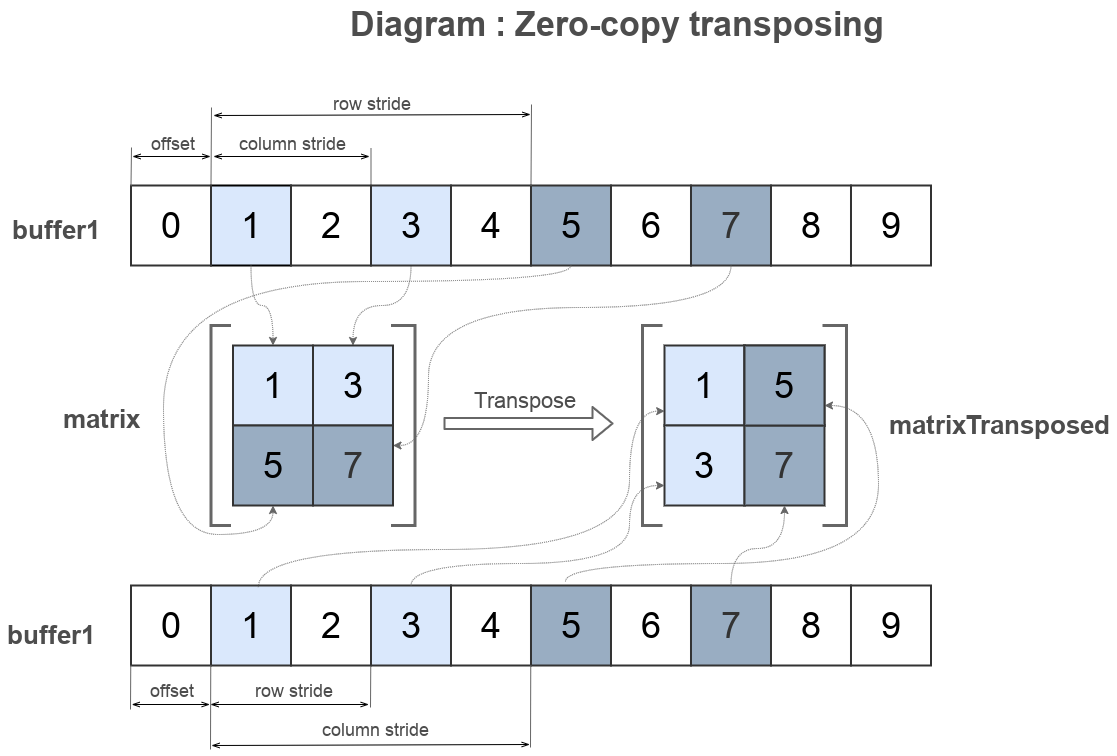 Diagram : Zero-copy transposing
row stride
offset
column stride
buffer1
0 1 2 3 4 5 6 7 8 9
matrix
1 3
5 7
Transpose
1 5
3 7
matrixTransposed
buffer1
0 1 2 3 4 5 6 7 8 9
offset
row stride
column stride